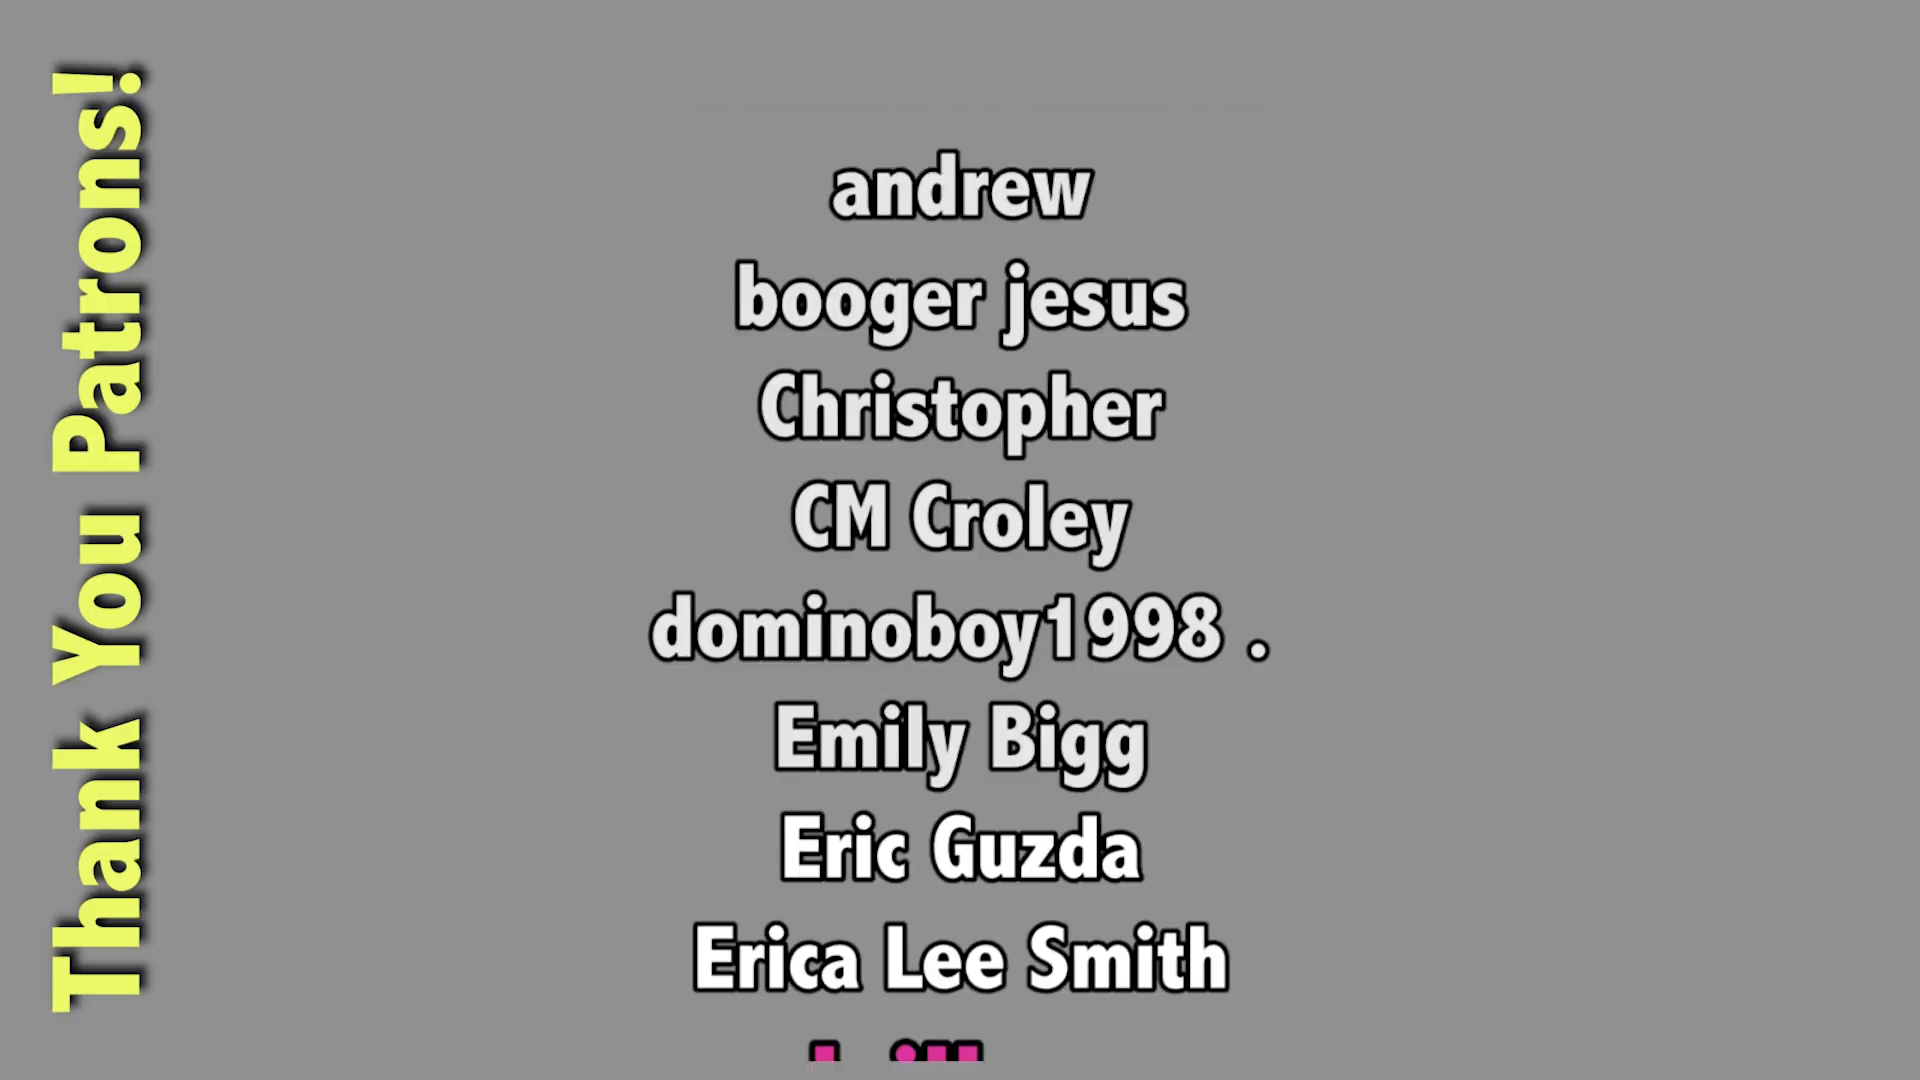 Thank You Patrons!
andrew
booger jesus
Christopher
CM Croley
dominoboy1998 .
Emily Bigg
Eric Guzda
Erica Lee Smith